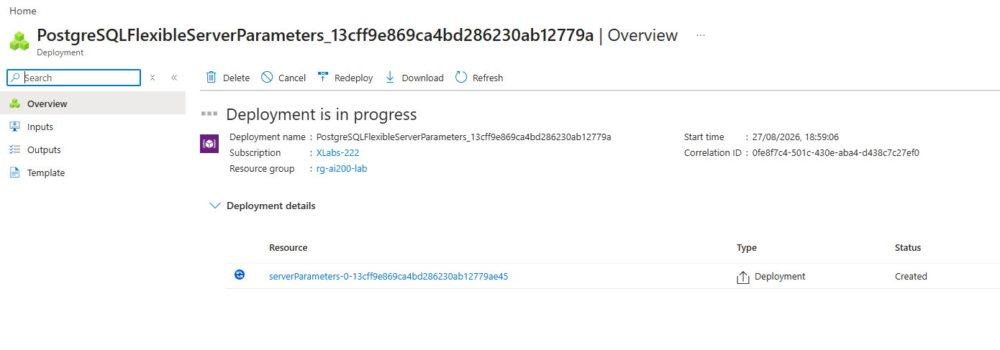 Home
PostgreSQLFlexibleServerParameters_13cff9e869ca4bd286230ab12779a | Overview ...
Deployment
Search
Delete Cancel Redeploy Download Refresh
Overview
Inputs
Outputs
Template
Deployment is in progress
Deployment name : PostgreSQLFlexibleServerParameters_13cff9e869ca4bd286230ab12779a Start time : 27/08/2026, 18:59:06
Subscription : XLabs-222 Correlation ID : 0fe8f7c4-501c-430e-aba4-d438c7c27ef0
Resource group : rg-ai200-lab
Deployment details
Resource Type Status
serverParameters-0-13cff9e869ca4bd286230ab12779ae45 Deployment Created